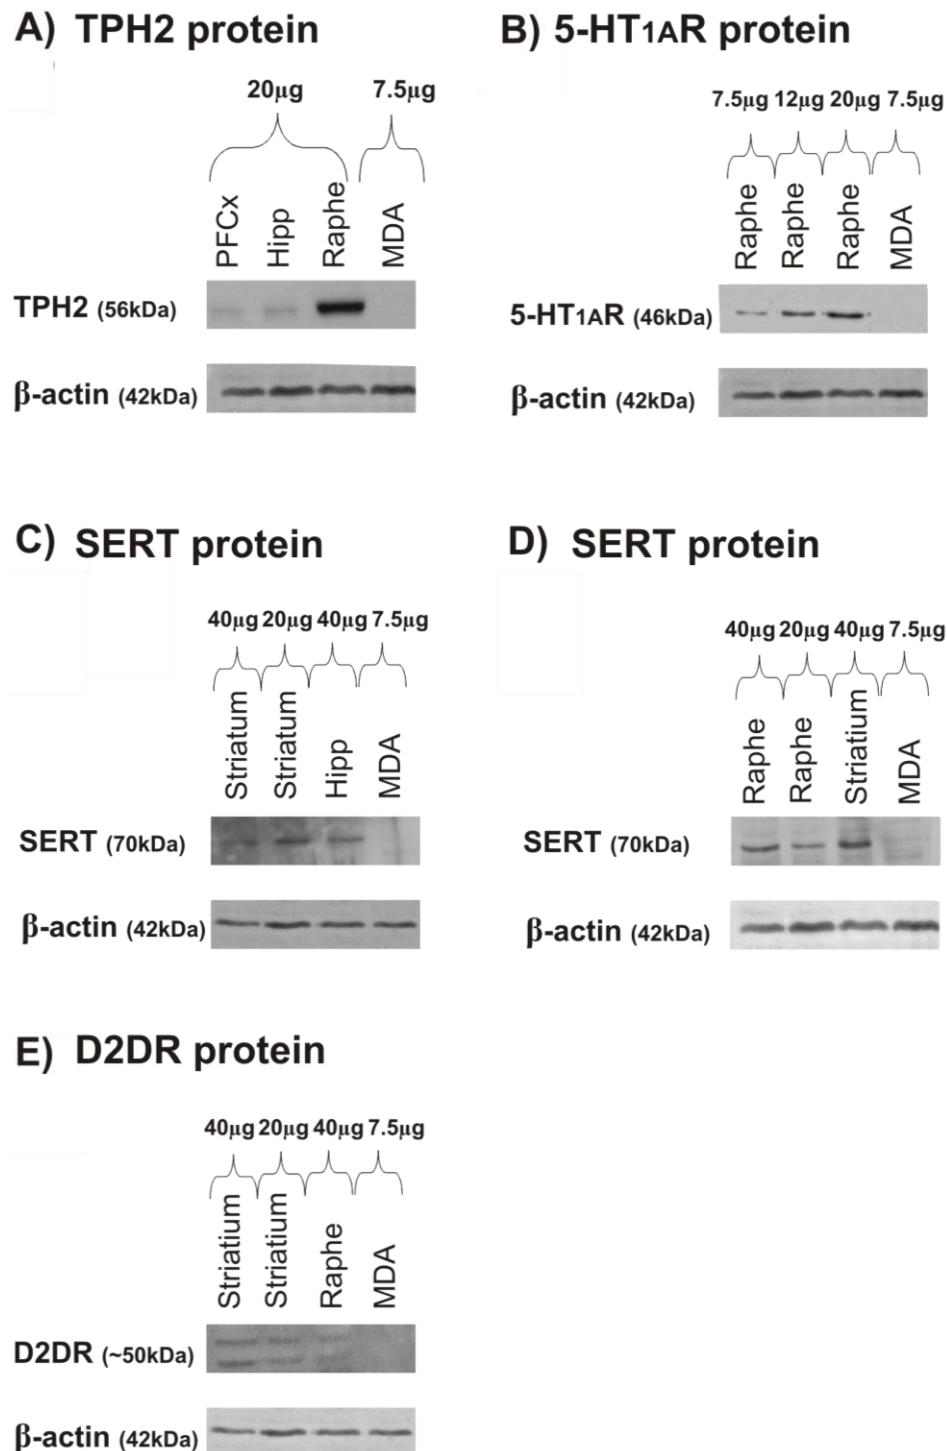 A) TPH2 protein
20µg 7.5µg
PFCx
Hipp
Raphe
MDA
TPH2 (56kDa)
β-actin (42kDa)
B) 5-HT1AR protein
7.5µg 12µg 20µg 7.5µg
Raphe
Raphe
Raphe
MDA
5-HT1AR (46kDa)
β-actin (42kDa)
C) SERT protein
40µg 20µg 40µg 7.5µg
Striatum
Striatum
Hipp
MDA
SERT (70kDa)
β-actin (42kDa)
D) SERT protein
40µg 20µg 40µg 7.5µg
Raphe
Raphe
Striatium
MDA
SERT (70kDa)
β-actin (42kDa)
E) D2DR protein
40µg 20µg 40µg 7.5µg
Striatium
Striatium
Raphe
MDA
D2DR (~50kDa)
β-actin (42kDa)